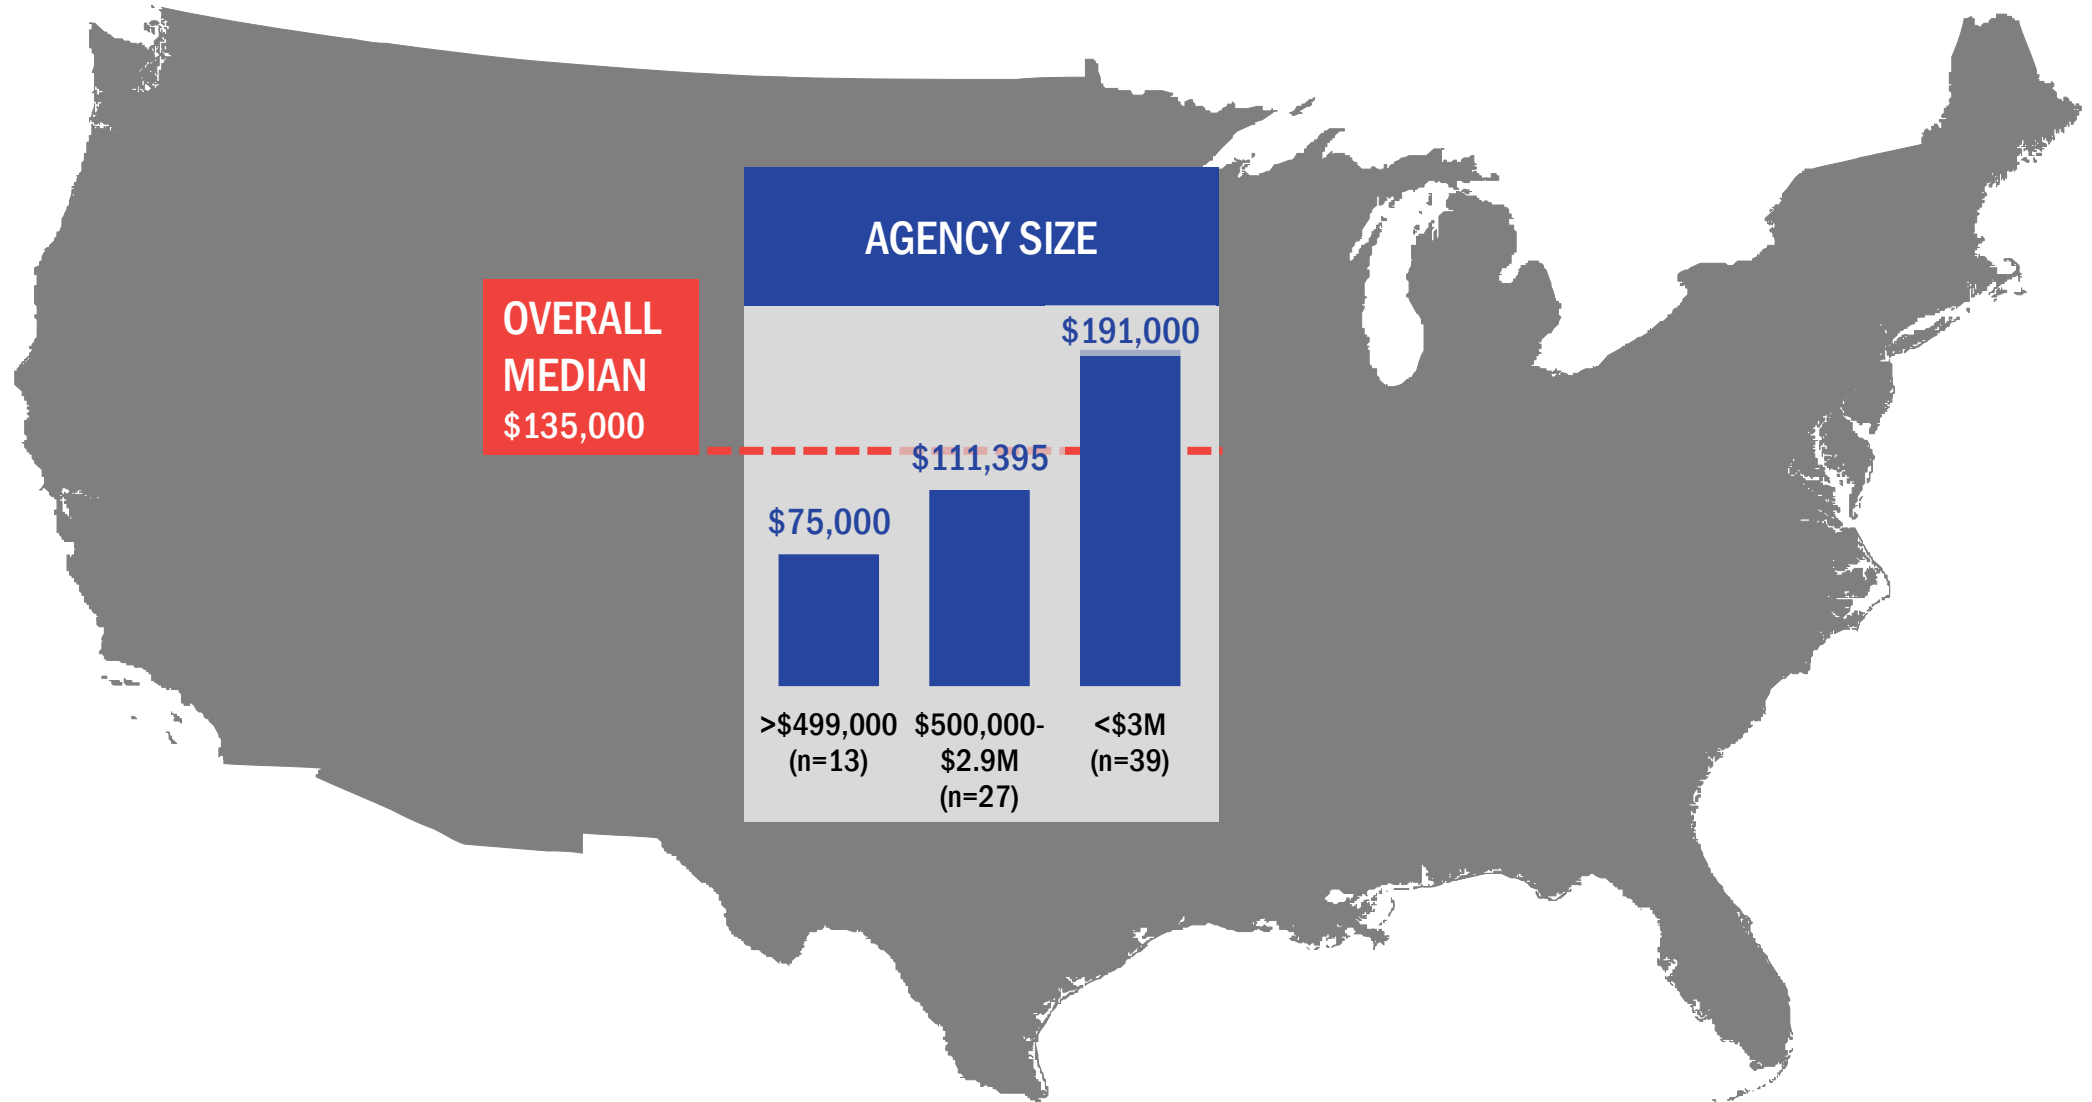 AGENCY SIZE
OVERALL
MEDIAN
$135,000
$191,000
$111,395
$75,000
>$499,000
(n=13)
$500,000-
$2.9M
(n=27)
<$3M
(n=39)